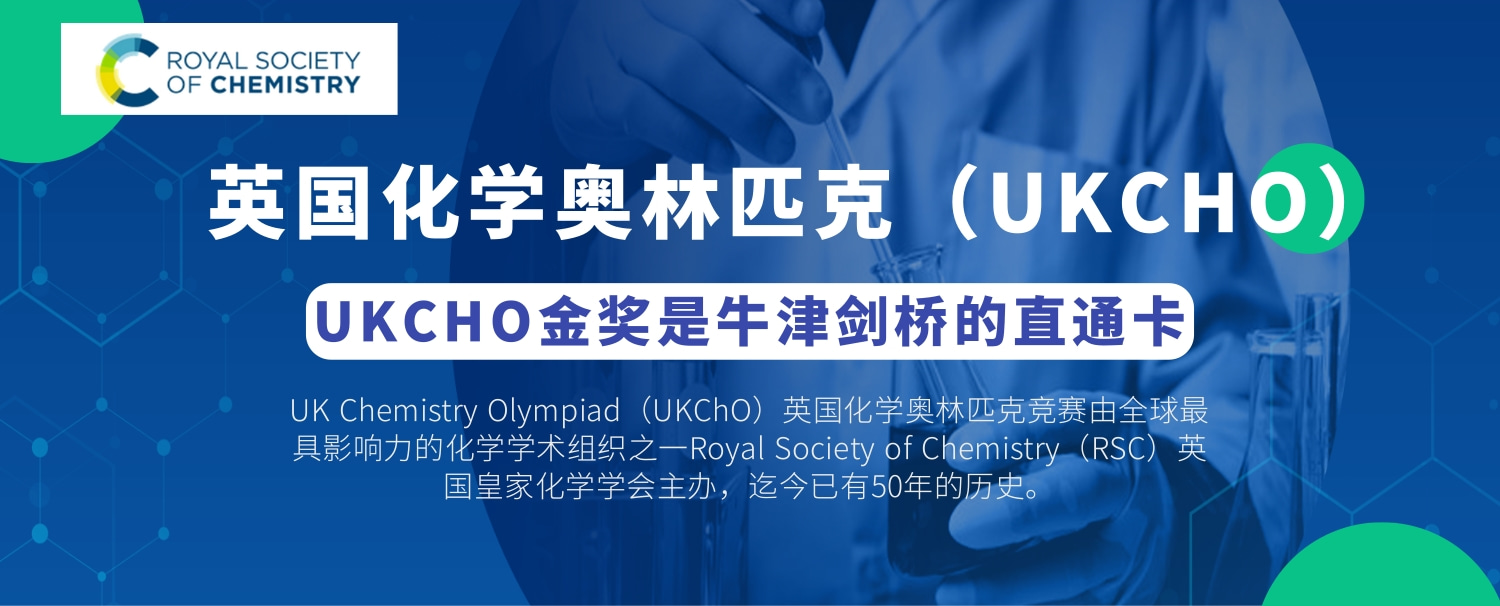 ROYAL SOCIETY
OF CHEMISTRY
英国化学奥林匹克（UKCHO）
UKCHO金奖是牛津剑桥的直通卡
UK Chemistry Olympiad（UKChO）英国化学奥林匹克竞赛由全球最
具影响力的化学学术组织之一Royal Society of Chemistry（RSC）英
国皇家化学学会主办，迄今已有50年的历史。